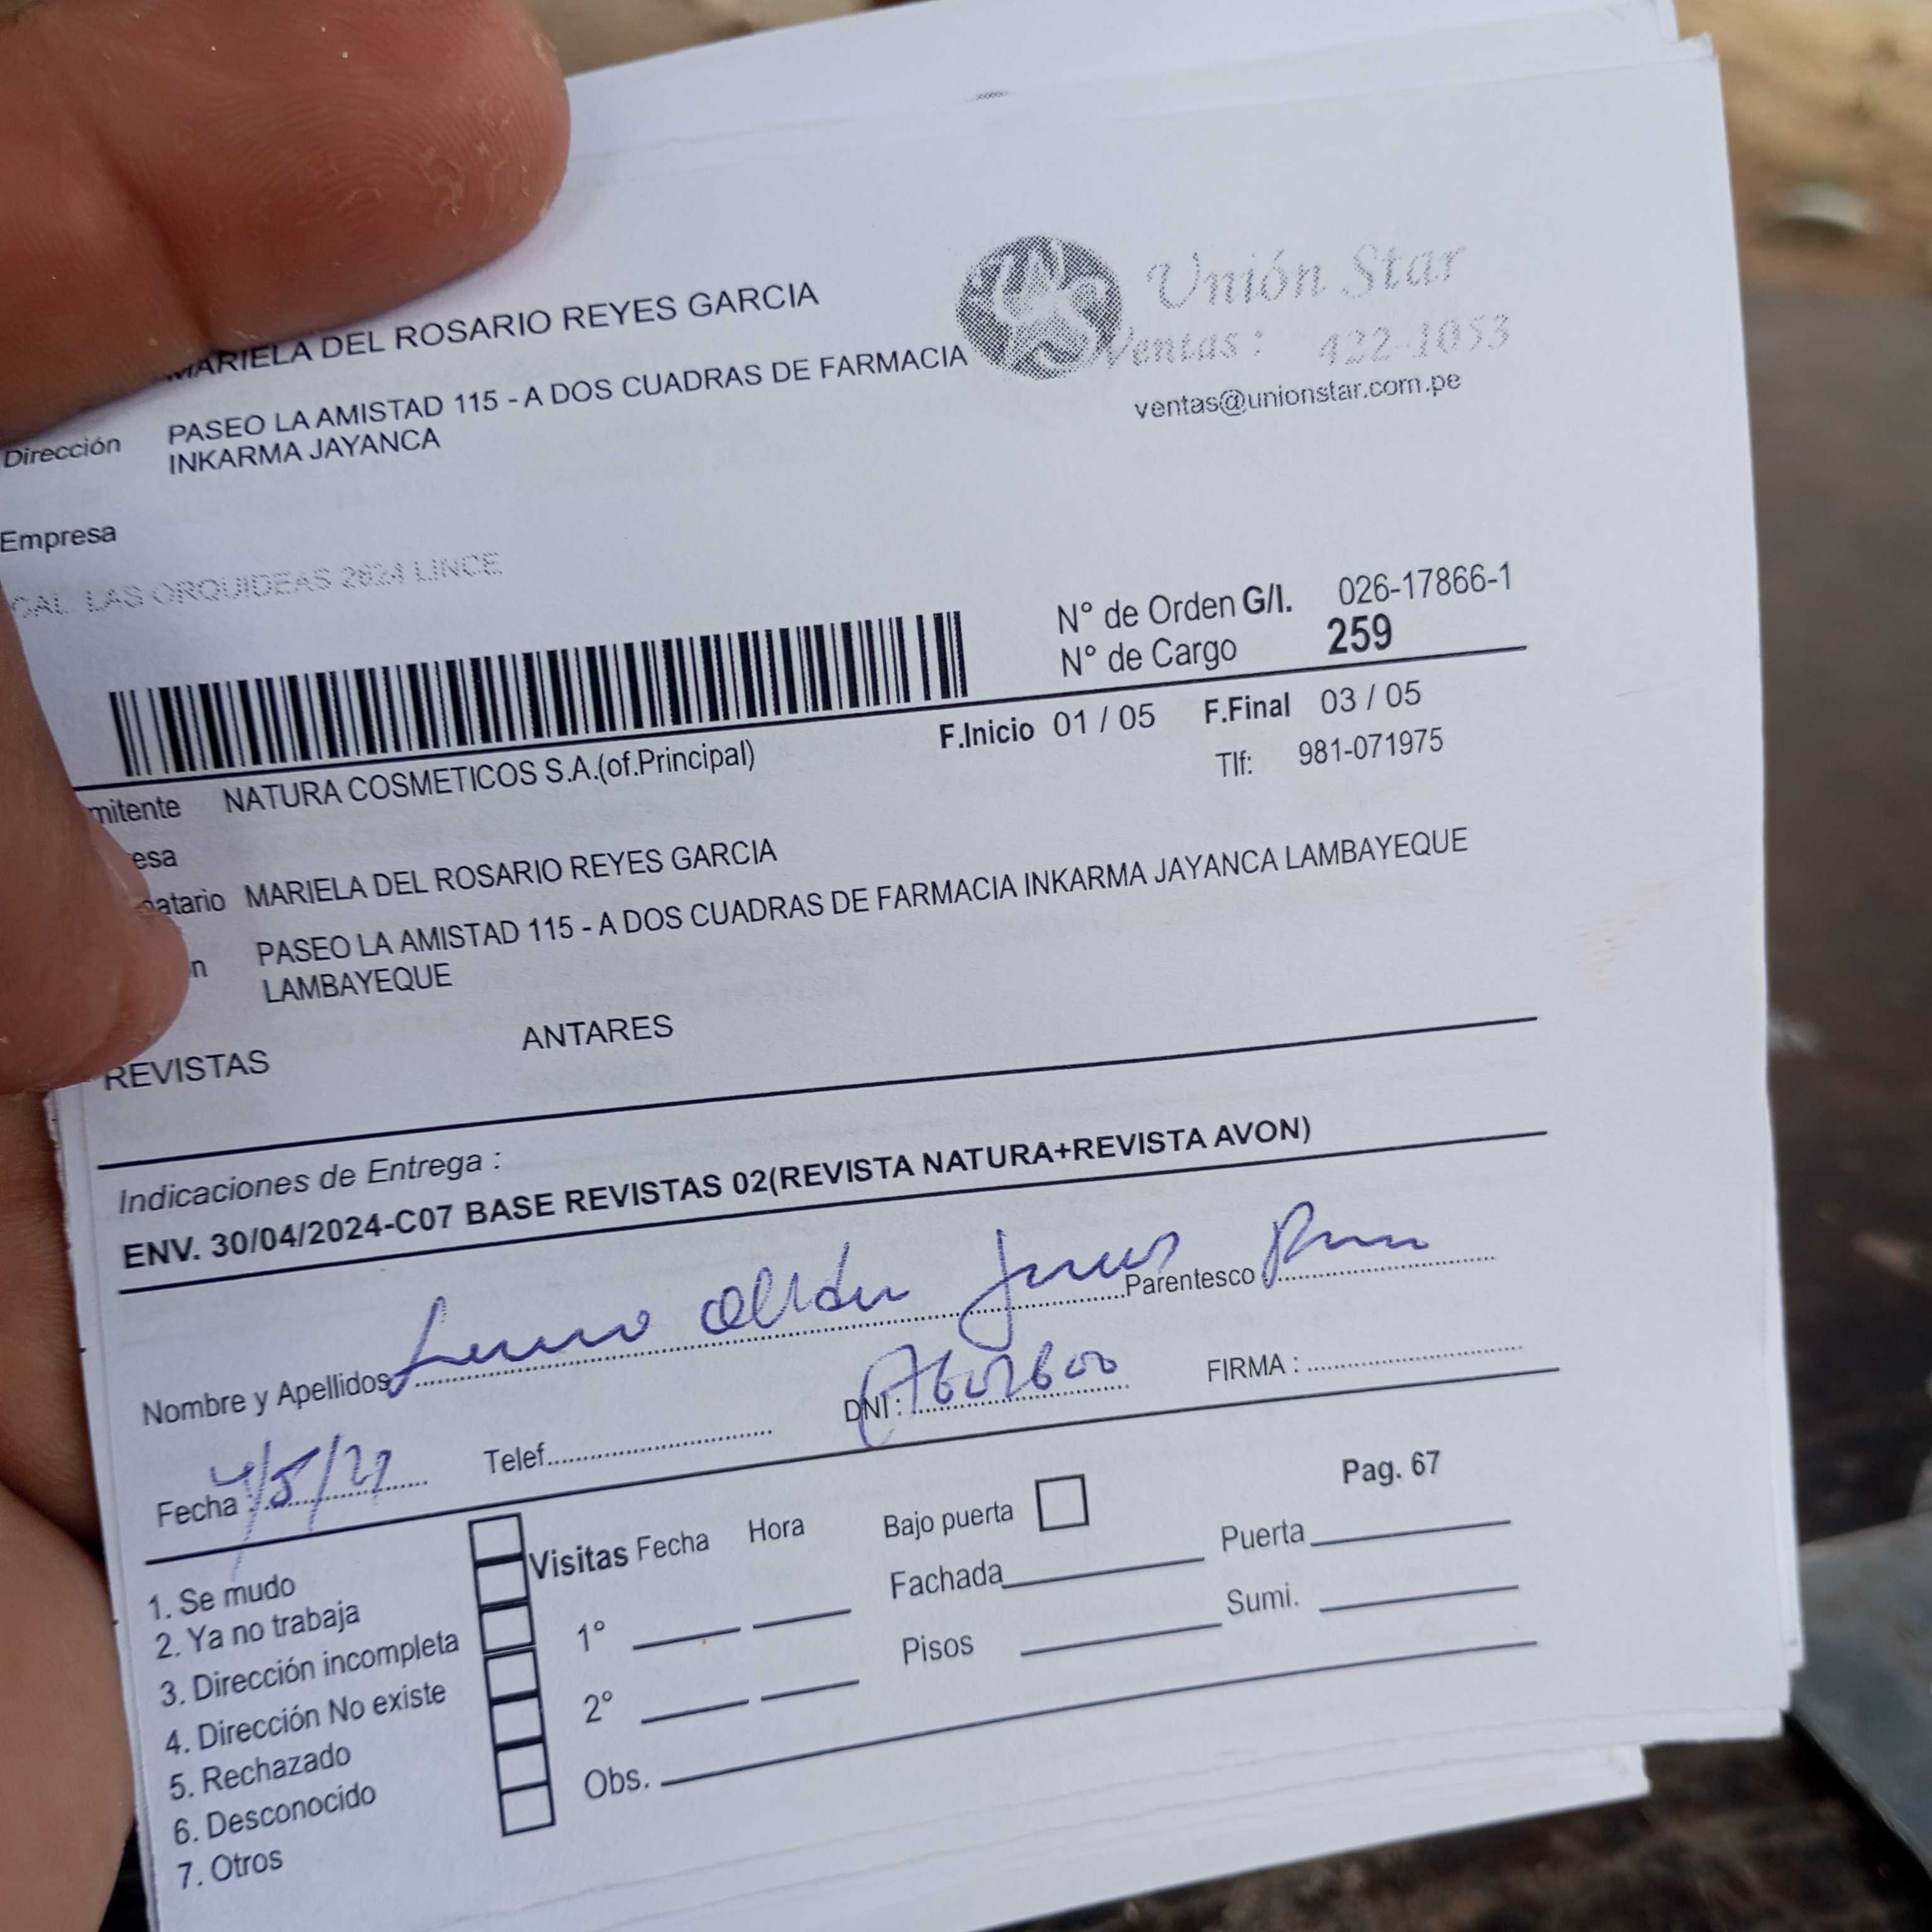 MARIELA DEL ROSARIO REYES GARCIA
Dirección PASEO LA AMISTAD 115 - A DOS CUADRAS DE FARMACIA
INKARMA JAYANCA
Unión Star
Ventas: 422-1053
ventas@unionstar.com.pe
Empresa
CAL LAS ORQUIDEAS 2624 LINCE
N° de Orden G/I. 026-17866-1
N° de Cargo 259
F.Inicio 01 / 05 F.Final 03 / 05
mitente NATURA COSMETICOS S.A.(of.Principal)
Tlf: 981-071975
esa
natario MARIELA DEL ROSARIO REYES GARCIA
n PASEO LA AMISTAD 115 - A DOS CUADRAS DE FARMACIA INKARMA JAYANCA LAMBAYEQUE
LAMBAYEQUE
REVISTAS ANTARES
Indicaciones de Entrega :
ENV. 30/04/2024-C07 BASE REVISTAS 02(REVISTA NATURA+REVISTA AVON)
Nombre y Apellidos Parentesco
Fecha : Telef. DNI : FIRMA :
Pag. 67
Visitas Fecha Hora Bajo puerta
1. Se mudo
2. Ya no trabaja
3. Dirección incompleta
4. Dirección No existe
5. Rechazado
6. Desconocido
7. Otros
1°
2°
Obs.
Fachada Puerta
Pisos Sumi.